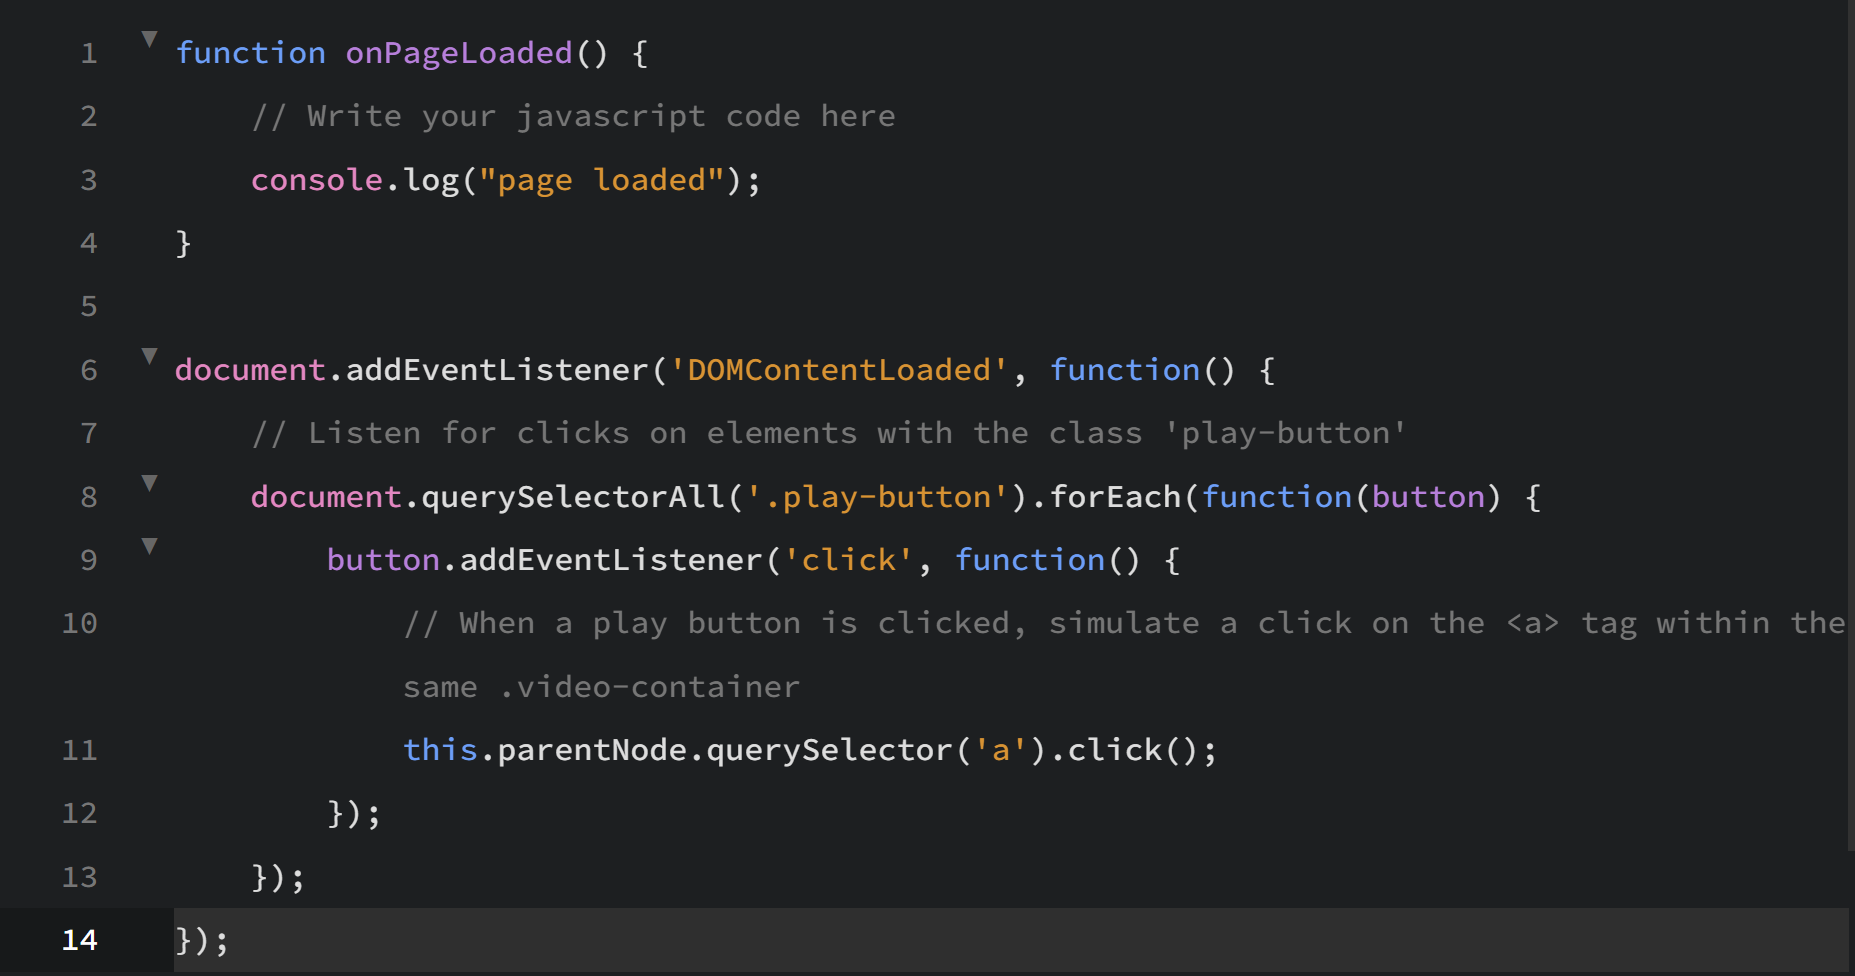 1 function onPageLoaded() {
2     // Write your javascript code here
3     console.log("page loaded");
4 }
5
6 document.addEventListener('DOMContentLoaded', function() {
7     // Listen for clicks on elements with the class 'play-button'
8     document.querySelectorAll('.play-button').forEach(function(button) {
9         button.addEventListener('click', function() {
10             // When a play button is clicked, simulate a click on the <a> tag within the
            same .video-container
11             this.parentNode.querySelector('a').click();
12         });
13     });
14 });